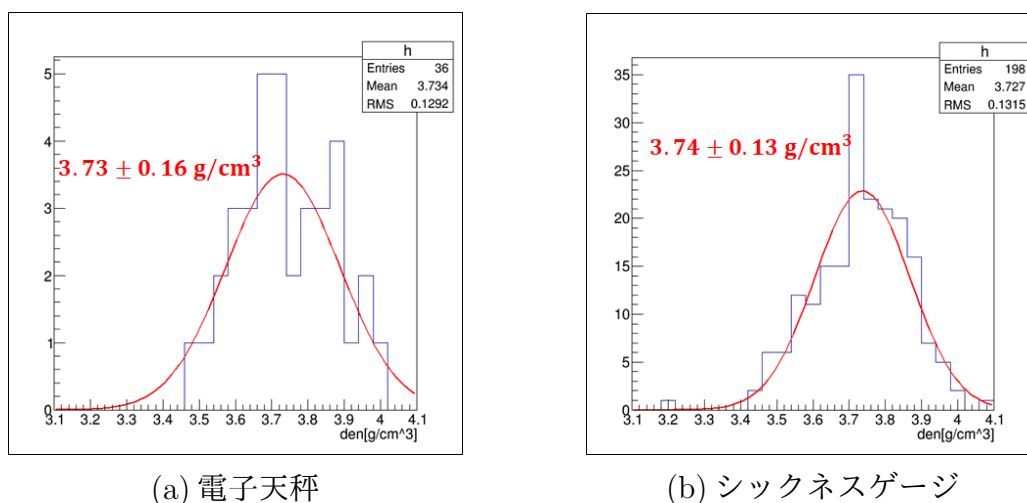 h
Entries 36
Mean 3.734
RMS 0.1292
3.73 ± 0.16 g/cm³
5
4
3
2
1
0
3.1 3.2 3.3 3.4 3.5 3.6 3.7 3.8 3.9 4 4.1
den[g/cm^3]
(a) 電子天秤
h
Entries 198
Mean 3.727
RMS 0.1315
3.74 ± 0.13 g/cm³
35
30
25
20
15
10
5
0
3.1 3.2 3.3 3.4 3.5 3.6 3.7 3.8 3.9 4 4.1
den[g/cm^3]
(b) シックネスゲージ